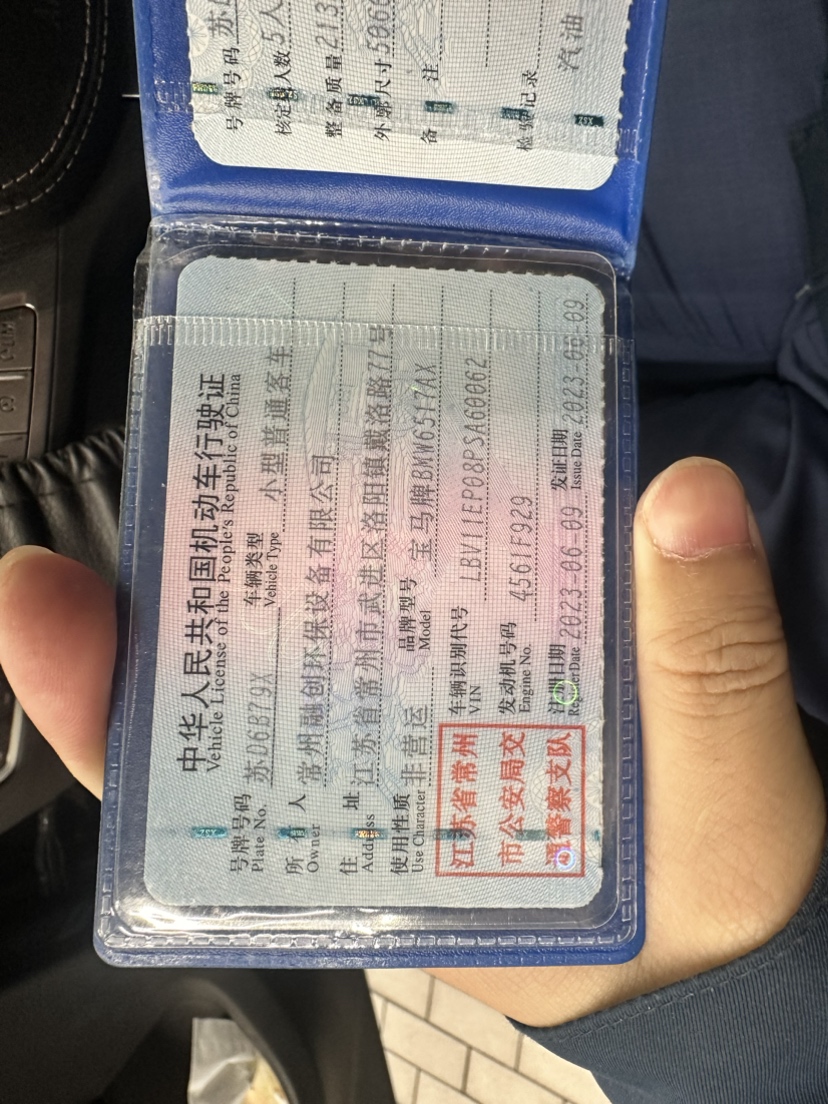 中华人民共和国机动车行驶证
Vehicle License of the People's Republic of China
号牌号码 苏D6B79X 车辆类型 小型普通客车
Plate No. Vehicle Type
所有人 常州融创环保设备有限公司
Owner
住址 江苏省常州市武进区洛阳镇戴洛路77号
Address
使用性质 非营运 品牌型号 宝马牌BMW6517AX
Use Character Model
江苏省常州
市公安局交
通警察支队
车辆识别代号 LBV11EP08PSA60062
VIN
发动机号码 4561F929
Engine No.
注册日期 2023-06-09 发证日期 2023-06-09
Register Date Issue Date
号牌号码 苏
核定载人数 5人
整备质量 213
外廓尺寸 506
备注
检验记录
汽油